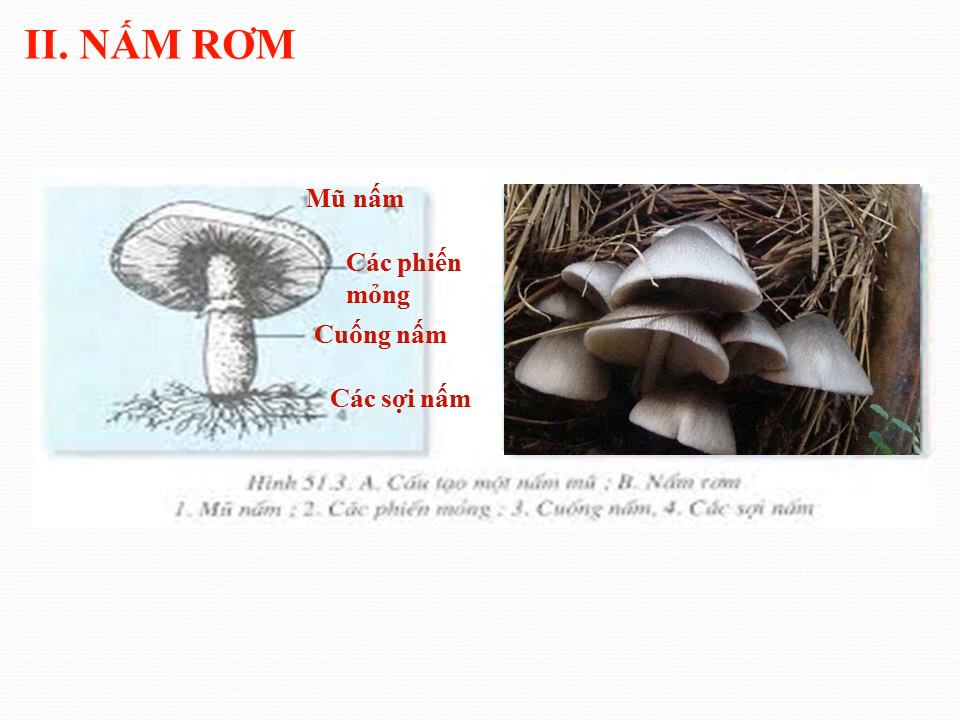 II. NẤM RƠM
Mũ nấm
Các phiến
mỏng
Cuống nấm
Các sợi nấm
Hình 51.3. A. Cấu tạo một nấm mũ ; B. Nấm rơm
1. Mũ nấm ; 2. Các phiến mỏng ; 3. Cuống nấm, 4. Các sợi nấm